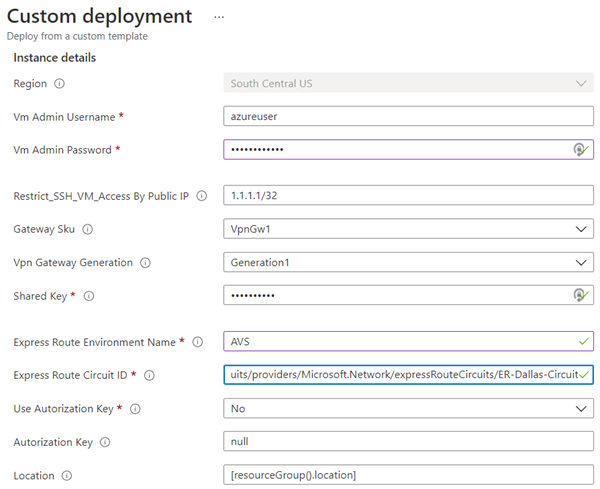 Custom deployment ...
Deploy from a custom template
Instance details
Region South Central US
Vm Admin Username * azureuser
Vm Admin Password * ••••••••••••
Restrict_SSH_VM_Access By Public IP 1.1.1.1/32
Gateway Sku VpnGw1
Vpn Gateway Generation Generation1
Shared Key * ••••••••••
Express Route Environment Name * AVS
Express Route Circuit ID * uits/providers/Microsoft.Network/expressRouteCircuits/ER-Dallas-Circuit
Use Autorization Key * No
Autorization Key null
Location [resourceGroup().location]